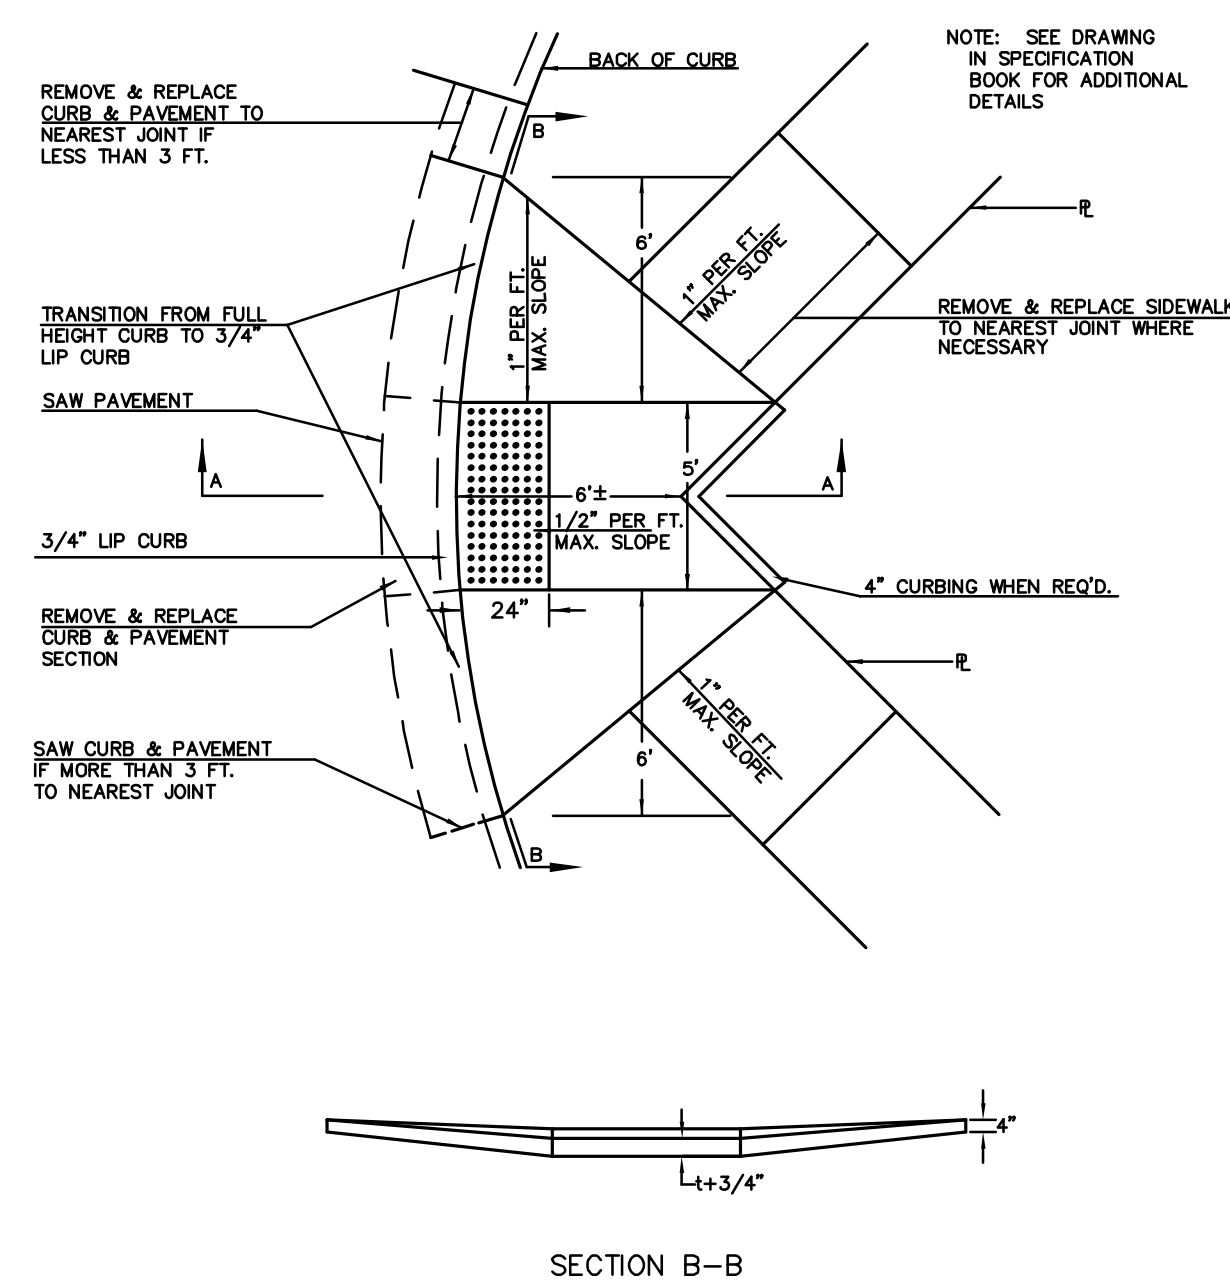 NOTE: SEE DRAWING
IN SPECIFICATION
BOOK FOR ADDITIONAL
DETAILS
BACK OF CURB
REMOVE & REPLACE
CURB & PAVEMENT TO
NEAREST JOINT IF
LESS THAN 3 FT.
B
PL
6'
1" PER FT.
MAX. SLOPE
1" PER FT.
MAX. SLOPE
REMOVE & REPLACE SIDEWALK
TO NEAREST JOINT WHERE
NECESSARY
TRANSITION FROM FULL
HEIGHT CURB TO 3/4"
LIP CURB
SAW PAVEMENT
A
5'
A
6'±
1/2" PER FT.
MAX. SLOPE
3/4" LIP CURB
4" CURBING WHEN REQ'D.
24"
REMOVE & REPLACE
CURB & PAVEMENT
SECTION
PL
1" PER FT.
MAX. SLOPE
6'
SAW CURB & PAVEMENT
IF MORE THAN 3 FT.
TO NEAREST JOINT
B
4"
t+3/4"
SECTION B-B